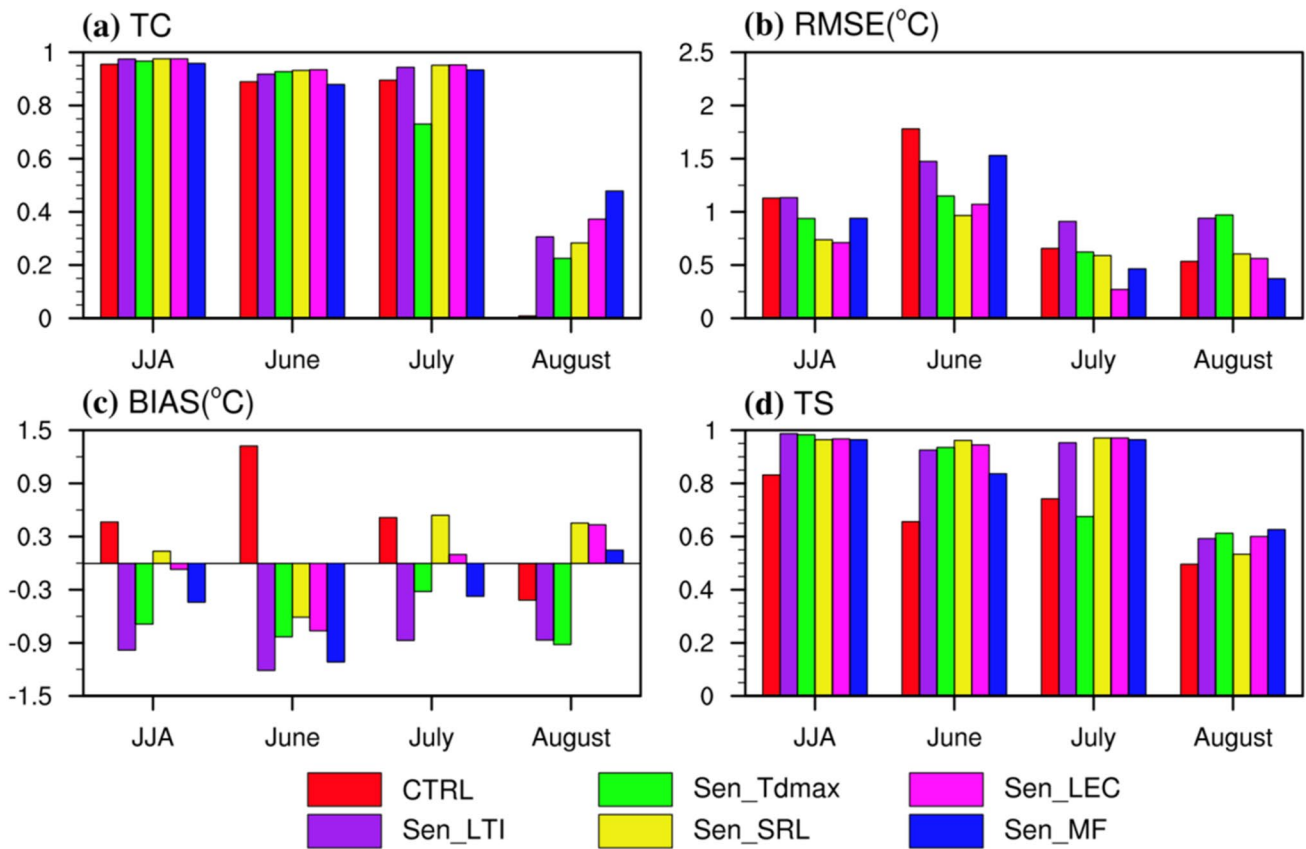 (a) TC
1
0.8
0.6
0.4
0.2
0
JJA June July August
(b) RMSE(°C)
2.5
2
1.5
1
0.5
0
JJA June July August
(c) BIAS(°C)
1.5
0.9
0.3
-0.3
-0.9
-1.5
JJA June July August
(d) TS
1
0.8
0.6
0.4
0.2
0
JJA June July August
CTRL Sen_Tdmax Sen_LEC
Sen_LTI Sen_SRL Sen_MF